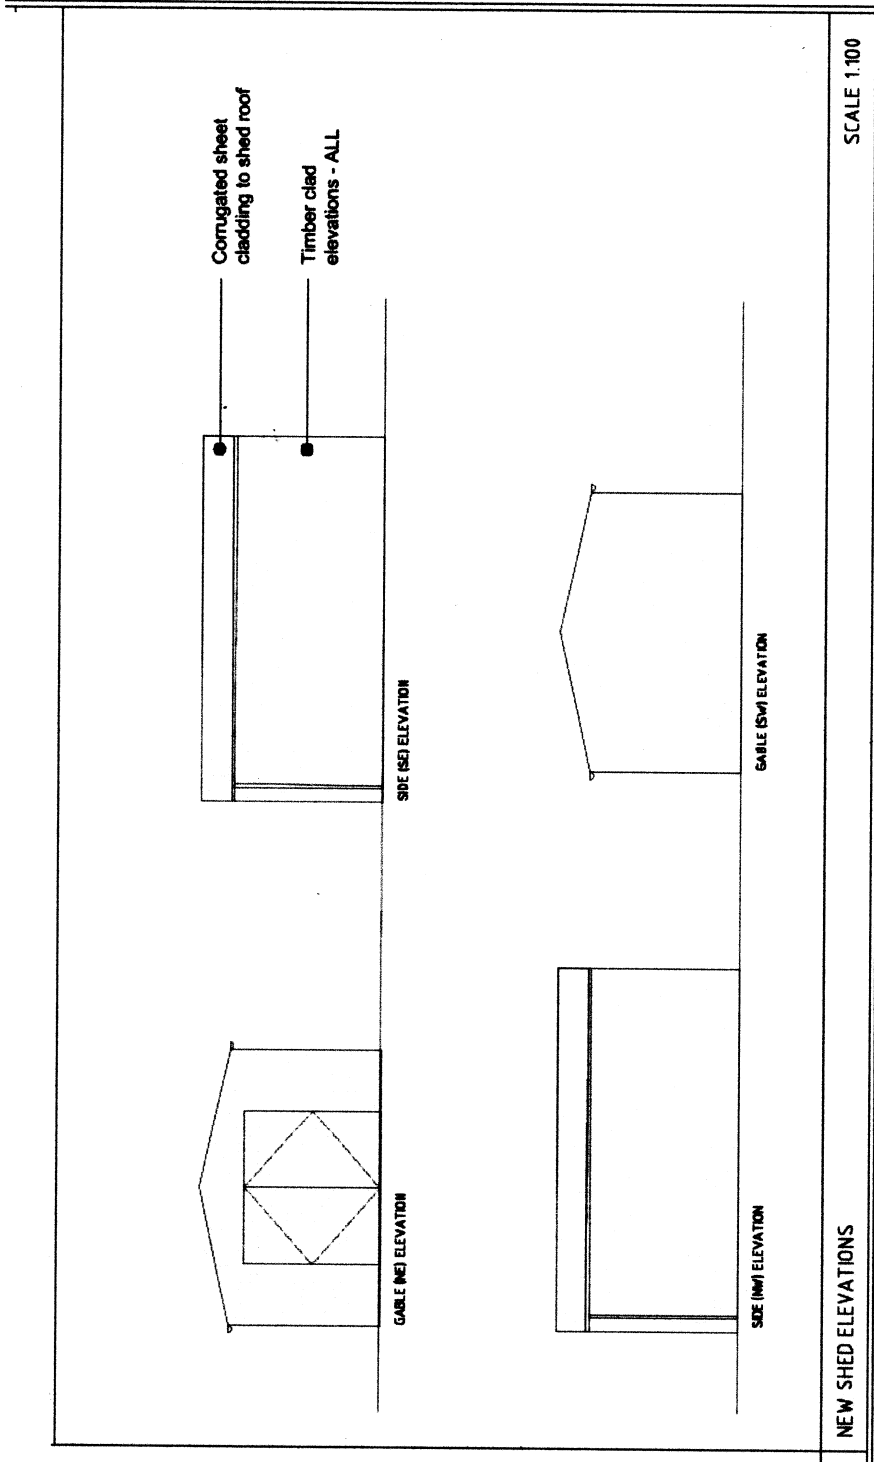 Corrugated sheet
cladding to shed roof
Timber clad
elevations - ALL
GABLE (NE) ELEVATION
SIDE (SE) ELEVATION
SIDE (NW) ELEVATION
GABLE (SW) ELEVATION
NEW SHED ELEVATIONS
SCALE 1:100